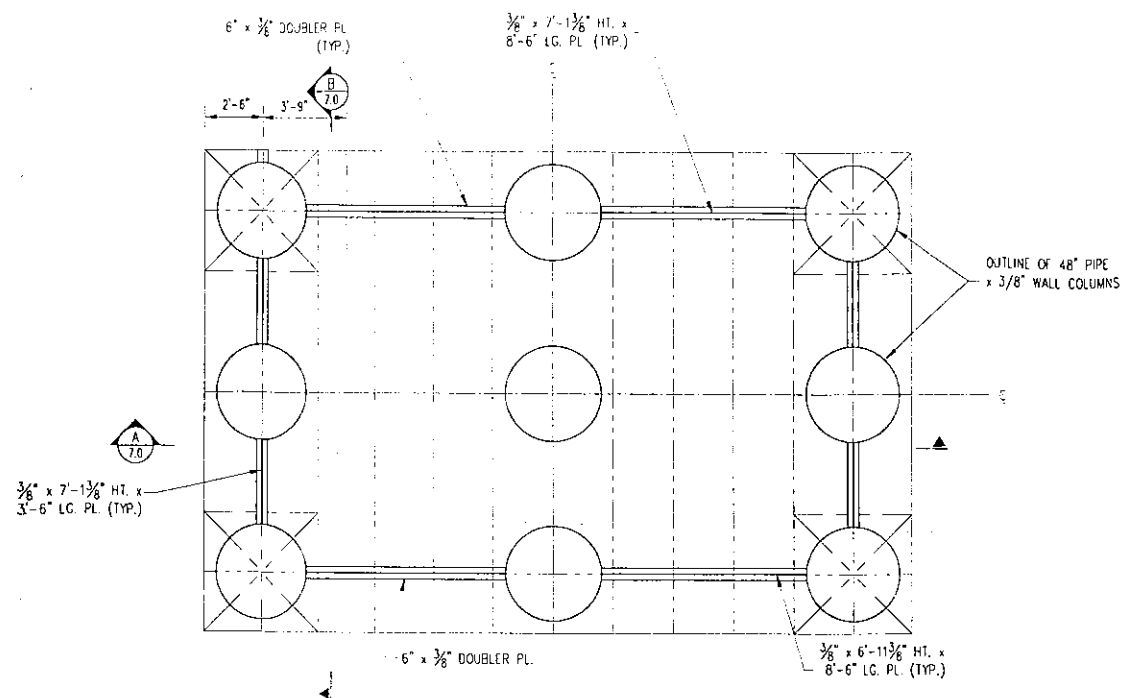 6" x 3/8" DOUBLER PL
(TYP.)
3/8" x 7'-1 3/8" HT. x
8'-6" LG. PL (TYP.)
B
7.0
2'-6"
3'-9"
OUTLINE OF 48" PIPE
x 3/8" WALL COLUMNS
A
7.0
3/8" x 7'-1 3/8" HT. x
3'-6" LG. PL. (TYP.)
6" x 3/8" DOUBLER PL.
3/8" x 6'-11 3/8" HT. x
8'-6" LG. PL. (TYP.)